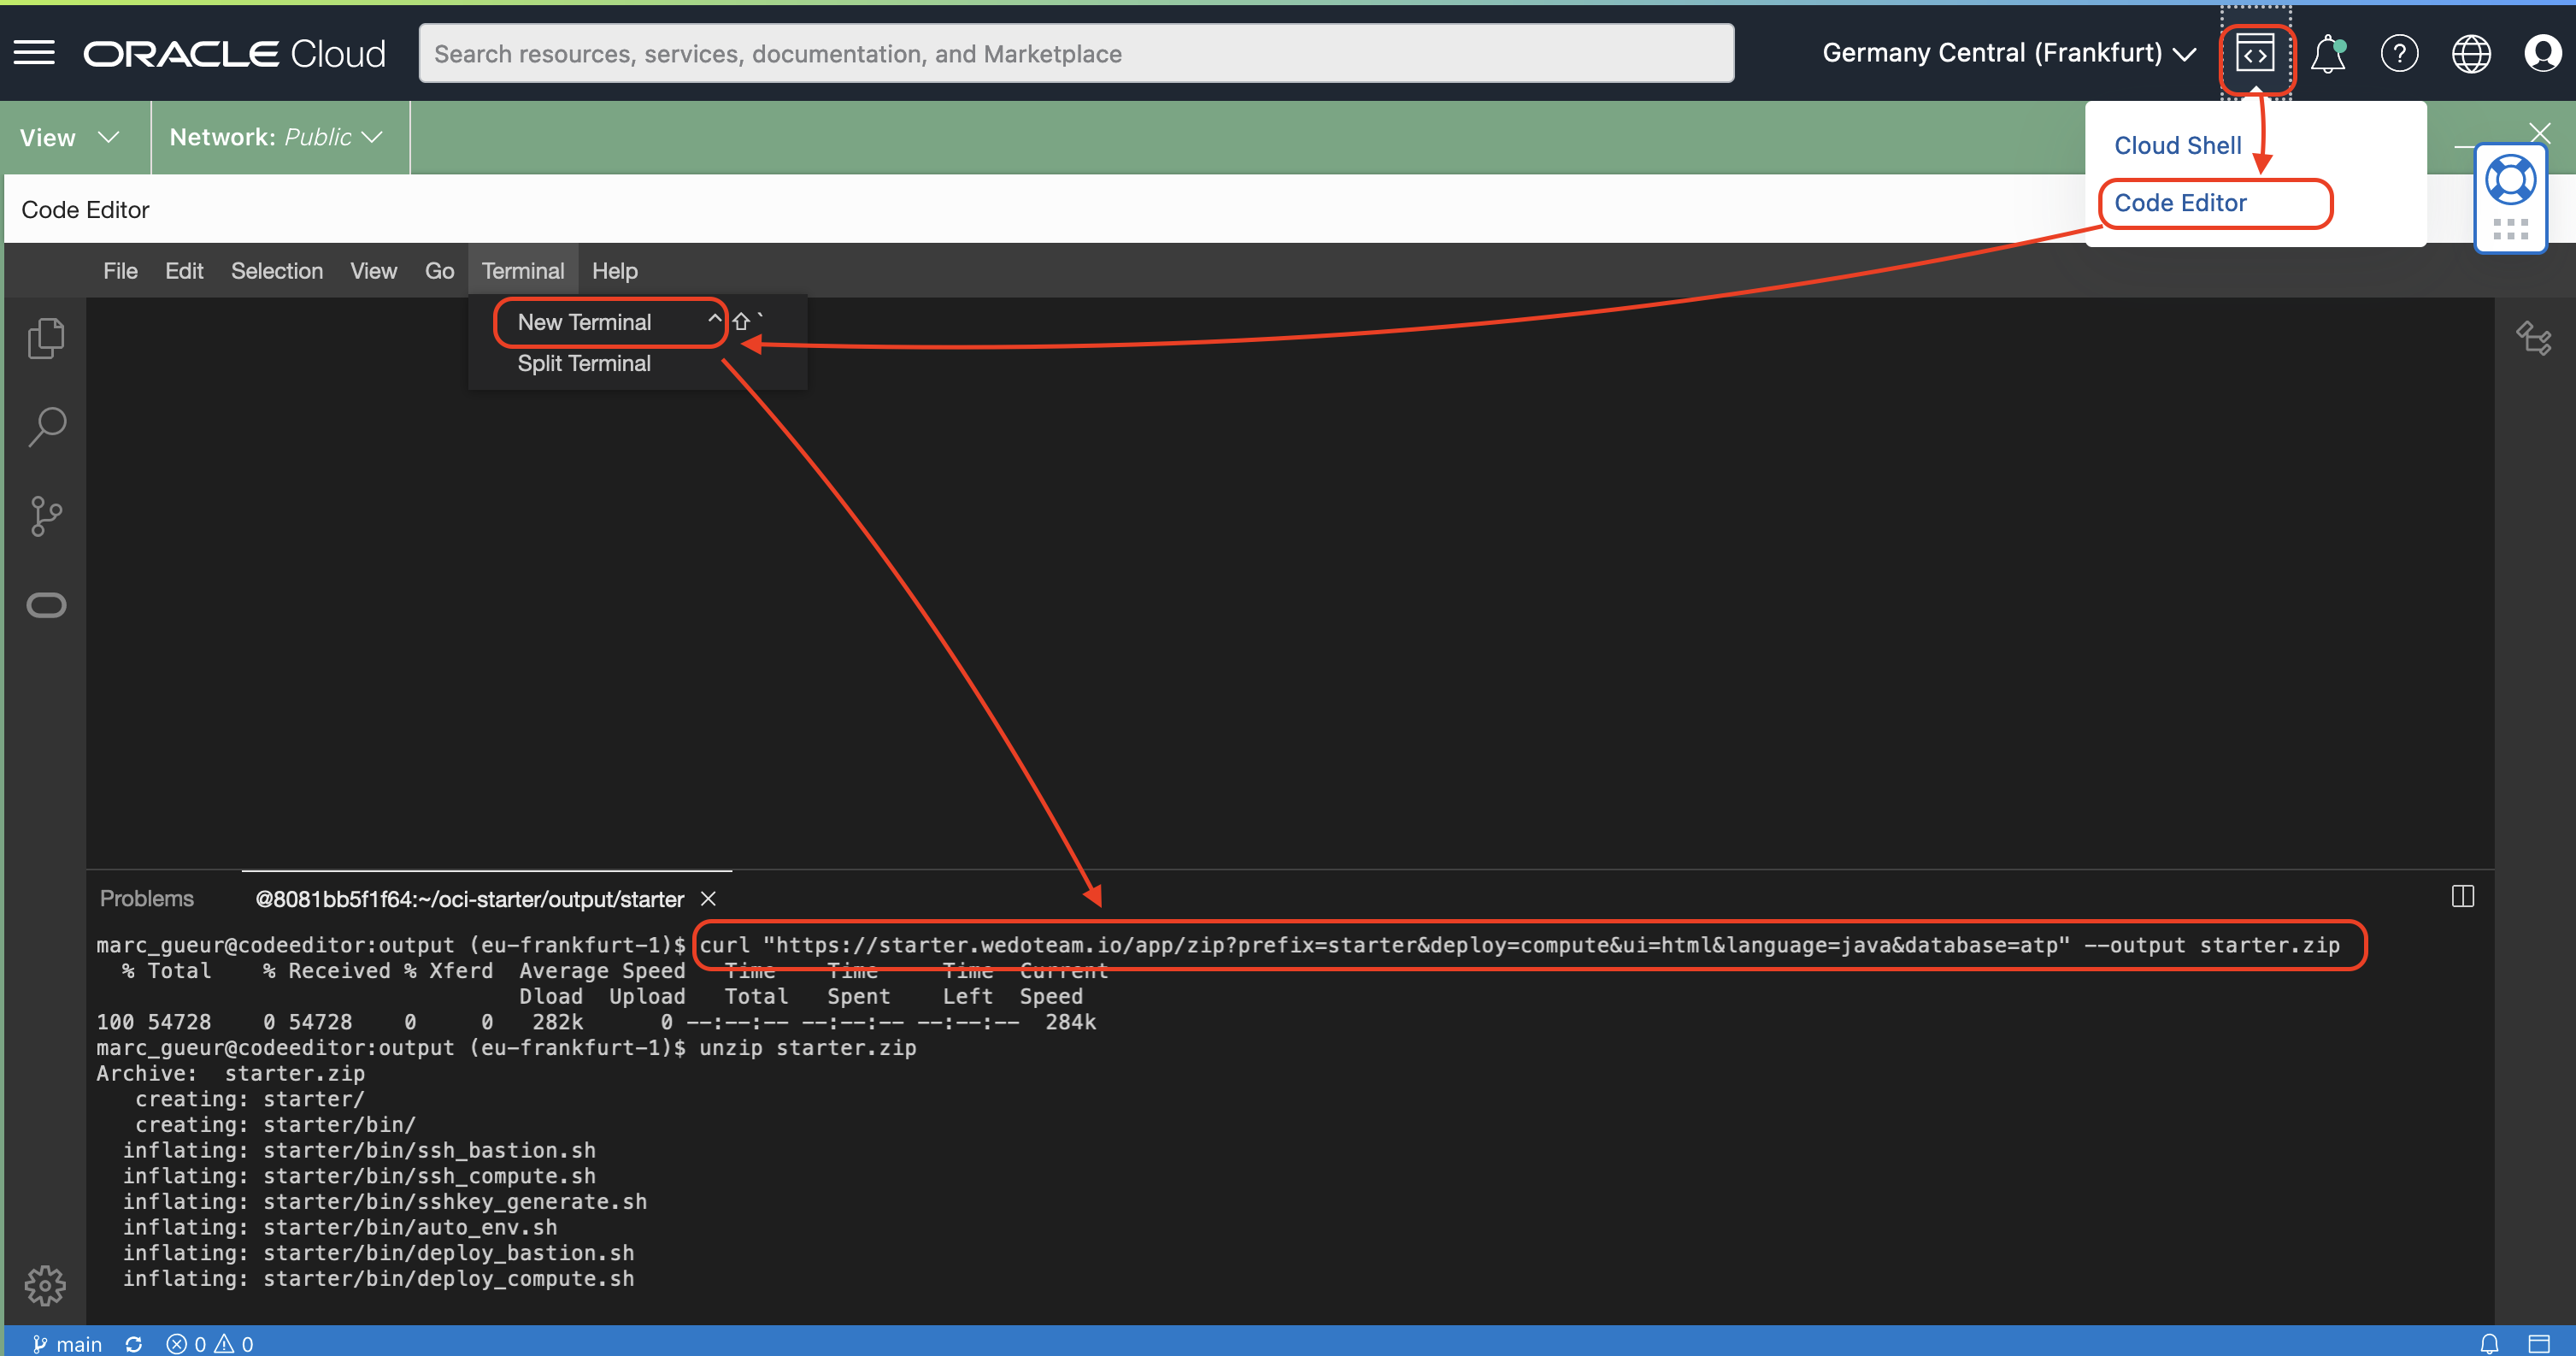 ORACLE Cloud
Search resources, services, documentation, and Marketplace
Germany Central (Frankfurt)
View
Network: Public
Cloud Shell
Code Editor
Code Editor
File Edit Selection View Go Terminal Help
New Terminal ^⇧`
Split Terminal
Problems @8081bb5f1f64:~/oci-starter/output/starter
marc_gueur@codeeditor:output (eu-frankfurt-1)$ curl "https://starter.wedoteam.io/app/zip?prefix=starter&deploy=compute&ui=html&language=java&database=atp" --output starter.zip
% Total % Received % Xferd Average Speed Time Time Time Current
Dload Upload Total Spent Left Speed
100 54728 0 54728 0 0 282k 0 --:--:-- --:--:-- --:--:-- 284k
marc_gueur@codeeditor:output (eu-frankfurt-1)$ unzip starter.zip
Archive: starter.zip
creating: starter/
creating: starter/bin/
inflating: starter/bin/ssh_bastion.sh
inflating: starter/bin/ssh_compute.sh
inflating: starter/bin/sshkey_generate.sh
inflating: starter/bin/auto_env.sh
inflating: starter/bin/deploy_bastion.sh
inflating: starter/bin/deploy_compute.sh
main 0 0